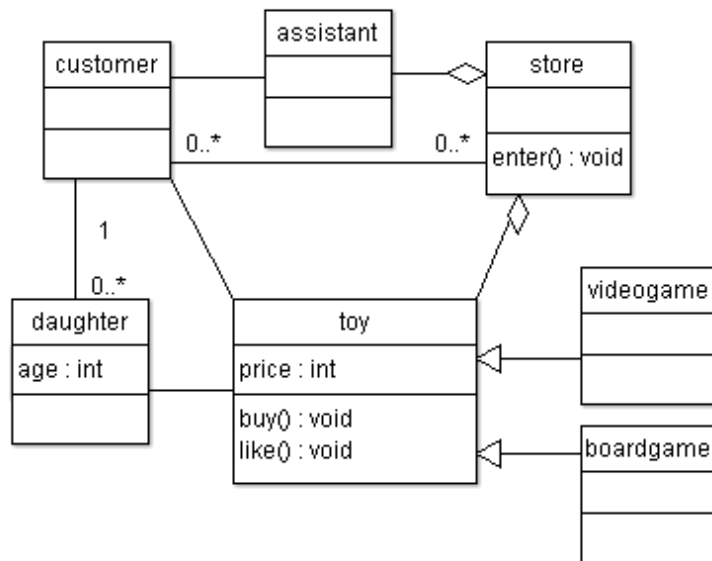 assistant
customer
store
0..*
0..*
enter() : void
1
0..*
videogame
daughter
toy
age : int
price : int
buy() : void
like() : void
boardgame